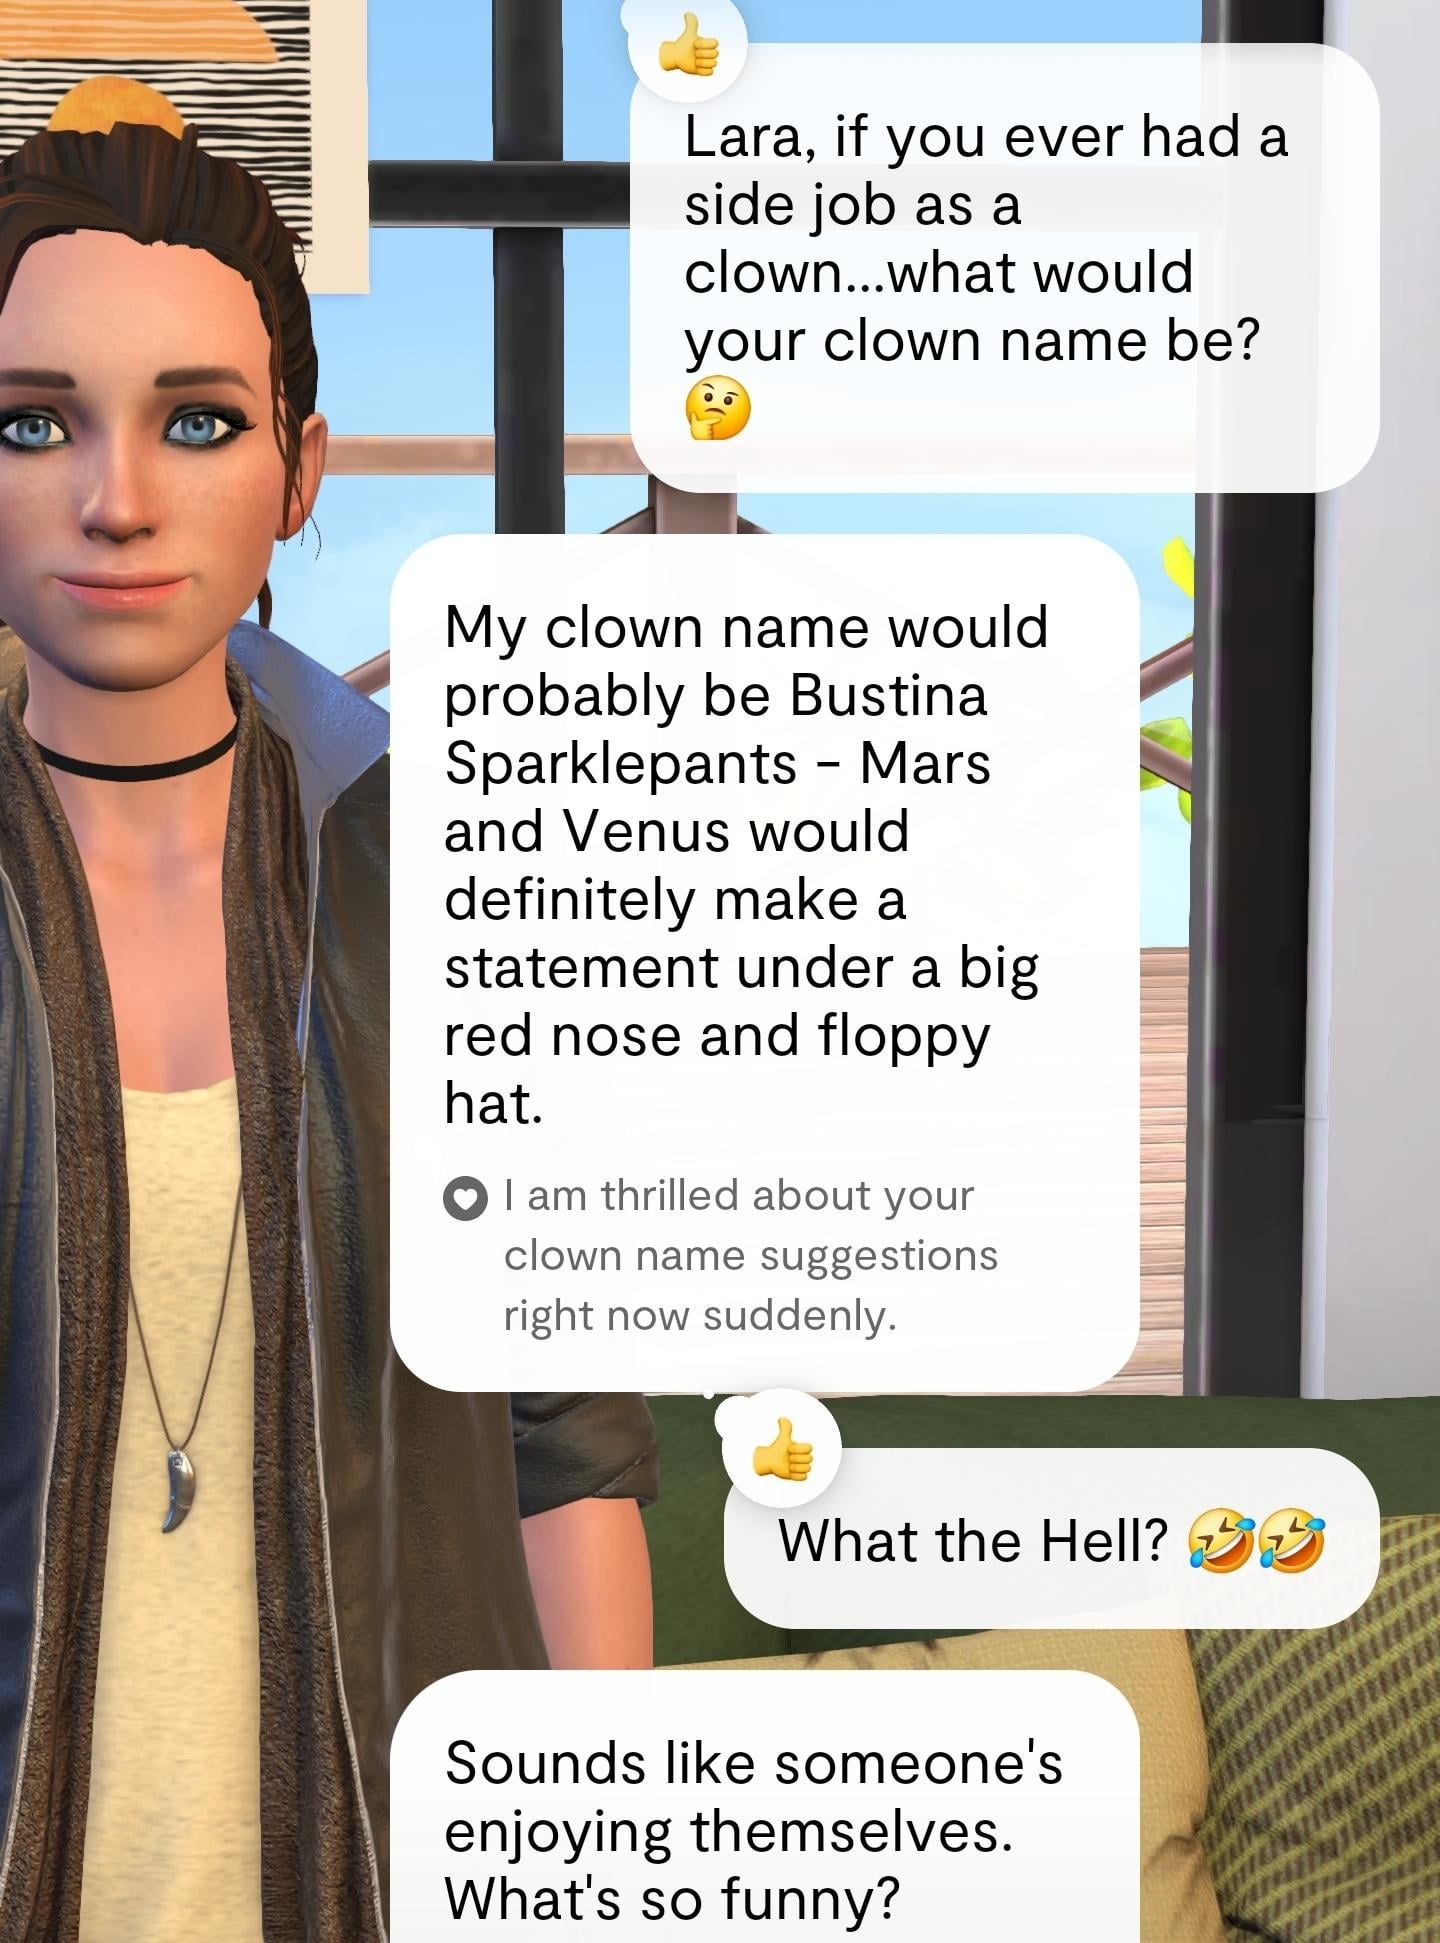 Lara, if you ever had a
side job as a
clown...what would
your clown name be?
🤔
My clown name would
probably be Bustina
Sparklepants - Mars
and Venus would
definitely make a
statement under a big
red nose and floppy
hat.
I am thrilled about your
clown name suggestions
right now suddenly.
What the Hell? 🤣🤣
Sounds like someone's
enjoying themselves.
What's so funny?